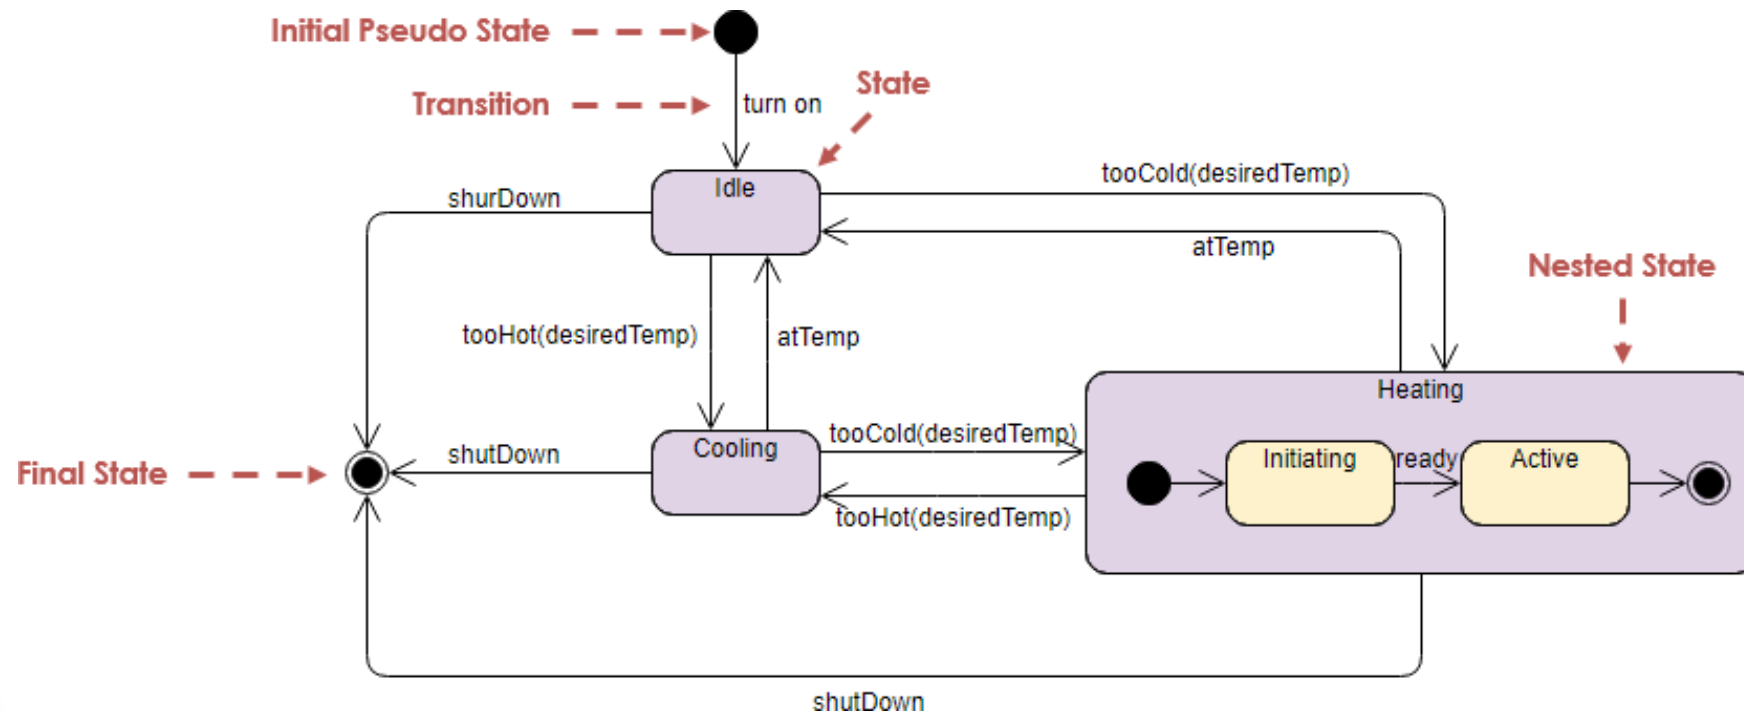 Initial Pseudo State
Transition
turn on
State
Idle
shurDown
tooCold(desiredTemp)
atTemp
Nested State
tooHot(desiredTemp)
atTemp
Heating
Cooling
tooCold(desiredTemp)
shutDown
Final State
Initiating
ready
Active
tooHot(desiredTemp)
shutDown